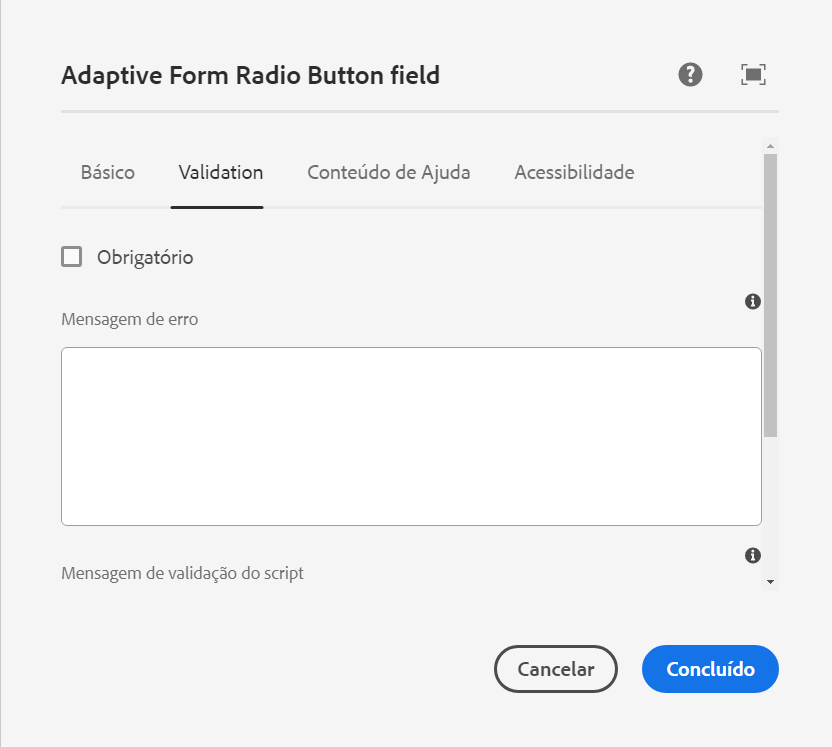 Adaptive Form Radio Button field
Básico Validation Conteúdo de Ajuda Acessibilidade
Obrigatório
Mensagem de erro
Mensagem de validação do script
Cancelar Concluído